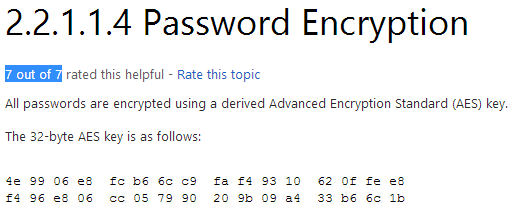 2.2.1.1.4 Password Encryption
7 out of 7 rated this helpful - Rate this topic
All passwords are encrypted using a derived Advanced Encryption Standard (AES) key.
The 32-byte AES key is as follows:
4e 99 06 e8  fc b6 6c c9  fa f4 93 10  62 0f fe e8
f4 96 e8 06  cc 05 79 90  20 9b 09 a4  33 b6 6c 1b